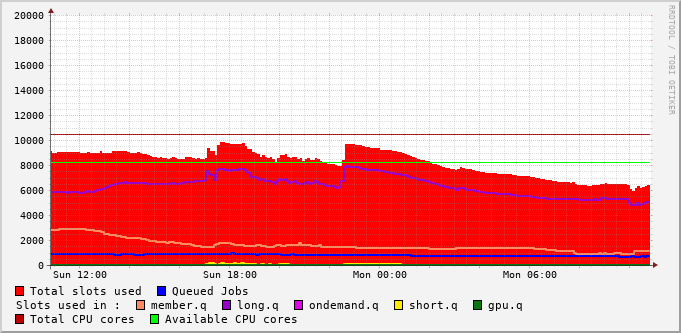 20000
18000
16000
14000
12000
10000
8000
6000
4000
2000
0
Sun 12:00 Sun 18:00 Mon 00:00 Mon 06:00
Total slots used Queued Jobs
Slots used in : member.q long.q ondemand.q short.q gpu.q
Total CPU cores Available CPU cores
RRDTOOL / TOBI OETIKER